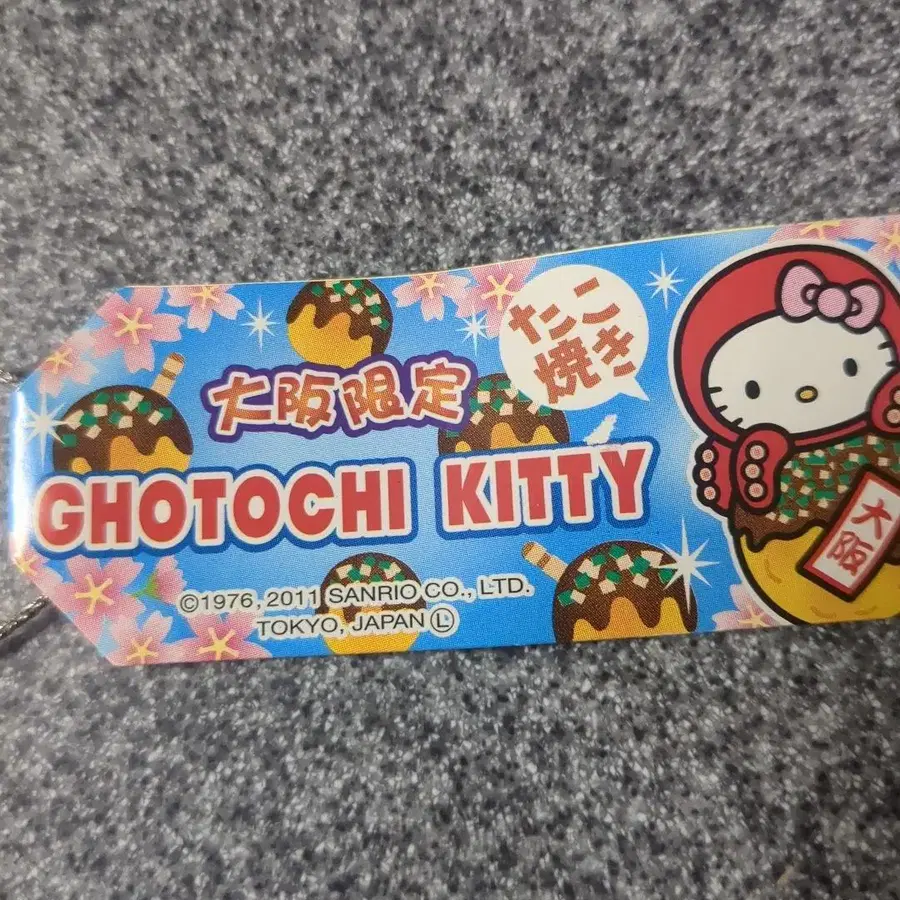 たこ
焼き
大阪限定
GHOTOCHI KITTY
大阪
©1976, 2011 SANRIO CO., LTD.
TOKYO, JAPAN Ⓛ